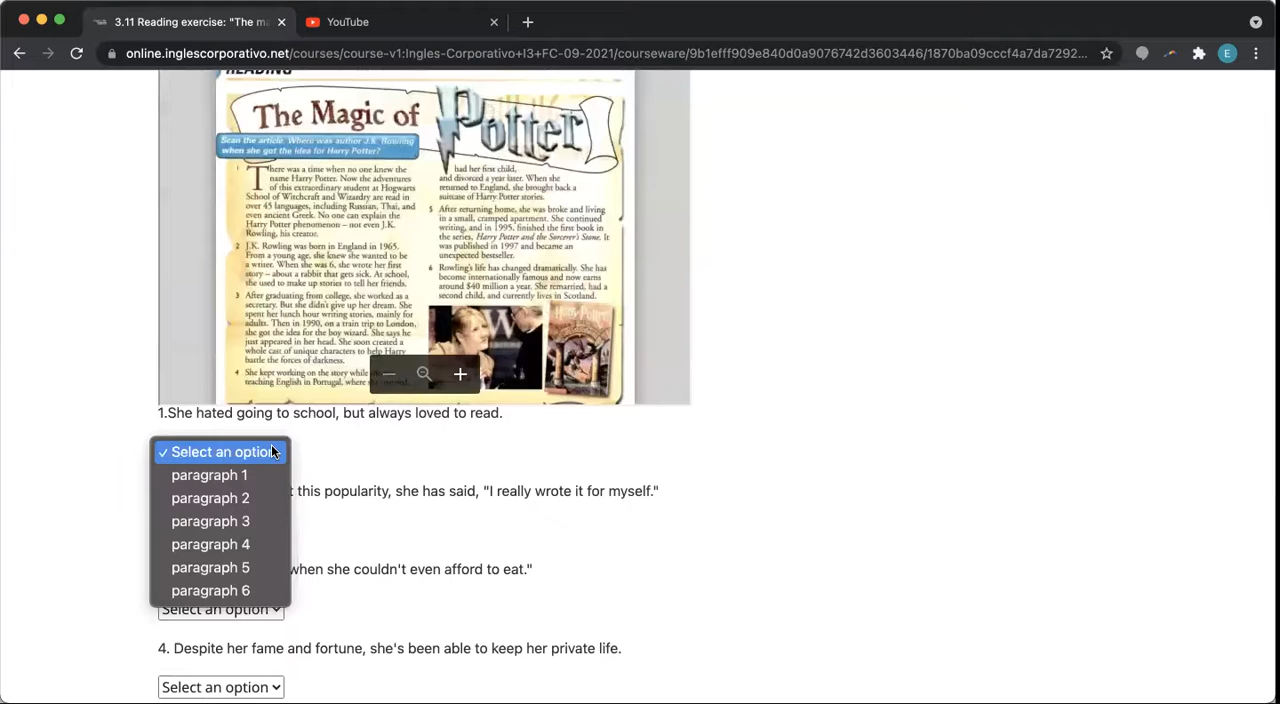 3.11 Reading exercise: "The ma
YouTube
online.inglescorporativo.net/courses/course-v1:Ingles-Corporativo+I3+FC-09-2021/courseware/9b1efff909e840d0a9076742d3603446/1870ba09cccf4a7da7292...
E
READING
The Magic of Potter
Scan the article. Where was author J.K. Rowling
when she got the idea for Harry Potter?
1 There was a time when no one knew the
name Harry Potter. Now the adventures
of this extraordinary student at Hogwarts
School of Witchcraft and Wizardry are read in
over 45 languages, including Russian, Thai, and
even ancient Greek. No one can explain the
Harry Potter phenomenon – not even J.K.
Rowling, his creator.
2 J.K. Rowling was born in England in 1965.
From a young age, she knew she wanted to be
a writer. When she was 6, she wrote her first
story – about a rabbit that gets sick. At school,
she used to make up stories to tell her friends.
3 After graduating from college, she worked as a
secretary. But she didn't give up her dream. She
spent her lunch hour writing stories, mainly for
adults. Then in 1990, on a train trip to London,
she got the idea for the boy wizard. She says he
just appeared in her head. She soon created a
whole cast of unique characters to help Harry
battle the forces of darkness.
4 She kept working on the story while
teaching English in Portugal, where she
had her first child,
and divorced a year later. When she
returned to England, she brought back a
suitcase of Harry Potter stories.
5 After returning home, she was broke and living
in a small, cramped apartment. She continued
writing, and in 1995, finished the first book in
the series, Harry Potter and the Sorcerer's Stone. It
was published in 1997 and became an
unexpected bestseller.
6 Rowling's life has changed dramatically. She has
become internationally famous and now earns
around $40 million a year. She remarried, had a
second child, and currently lives in Scotland.
1.She hated going to school, but always loved to read.
Select an option
paragraph 1
paragraph 2
paragraph 3
paragraph 4
paragraph 5
paragraph 6
t this popularity, she has said, "I really wrote it for myself."
when she couldn't even afford to eat."
Select an option
4. Despite her fame and fortune, she's been able to keep her private life.
Select an option